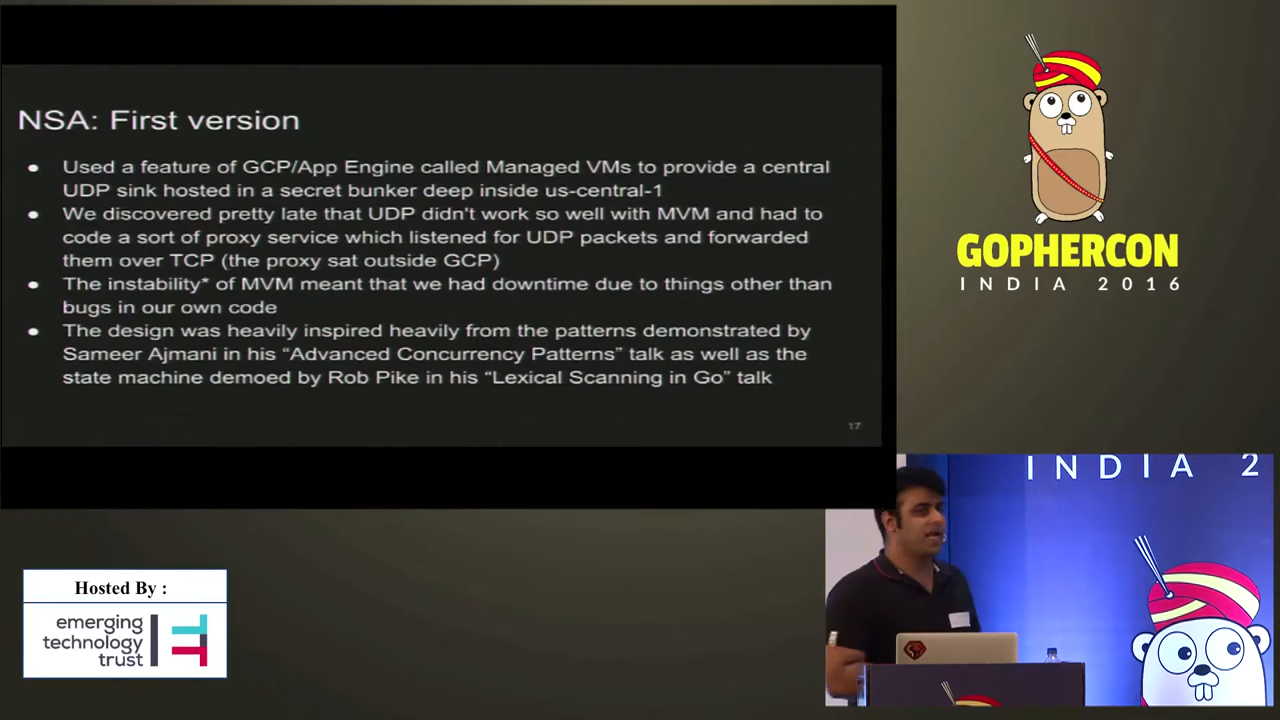 NSA: First version
● Used a feature of GCP/App Engine called Managed VMs to provide a central
UDP sink hosted in a secret bunker deep inside us-central-1
● We discovered pretty late that UDP didn't work so well with MVM and had to
code a sort of proxy service which listened for UDP packets and forwarded
them over TCP (the proxy sat outside GCP)
● The instability* of MVM meant that we had downtime due to things other than
bugs in our own code
● The design was heavily inspired heavily from the patterns demonstrated by
Sameer Ajmani in his “Advanced Concurrency Patterns” talk as well as the
state machine demoed by Rob Pike in his “Lexical Scanning in Go” talk
17
GOPHERCON
INDIA 2016
INDIA 2
Hosted By :
emerging
technology
trust